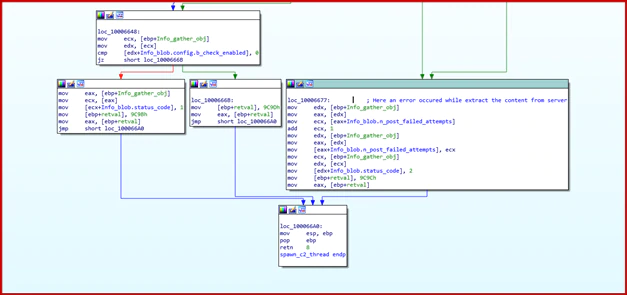 loc_10006648:
mov ecx, [ebp+Info_gather_obj]
mov edx, [ecx]
cmp [edx+Info_blob.config.b_check_enabled], 0
jz short loc_10006668
mov eax, [ebp+Info_gather_obj]
mov ecx, [eax]
mov [ecx+Info_blob.status_code], 1
mov [ebp+retval], 9C9Bh
mov eax, [ebp+retval]
jmp short loc_100066A0
loc_10006668:
mov [ebp+retval], 9C9Dh
mov eax, [ebp+retval]
jmp short loc_100066A0
loc_10006677: ; Here an error occured while extract the content from server
mov edx, [ebp+Info_gather_obj]
mov eax, [edx]
mov ecx, [eax+Info_blob.n_post_failed_attempts]
add ecx, 1
mov edx, [ebp+Info_gather_obj]
mov eax, [edx]
mov [eax+Info_blob.n_post_failed_attempts], ecx
mov ecx, [ebp+Info_gather_obj]
mov edx, [ecx]
mov [edx+Info_blob.status_code], 2
mov [ebp+retval], 9C9Ch
mov eax, [ebp+retval]
loc_100066A0:
mov esp, ebp
pop ebp
retn 8
spawn_c2_thread endp